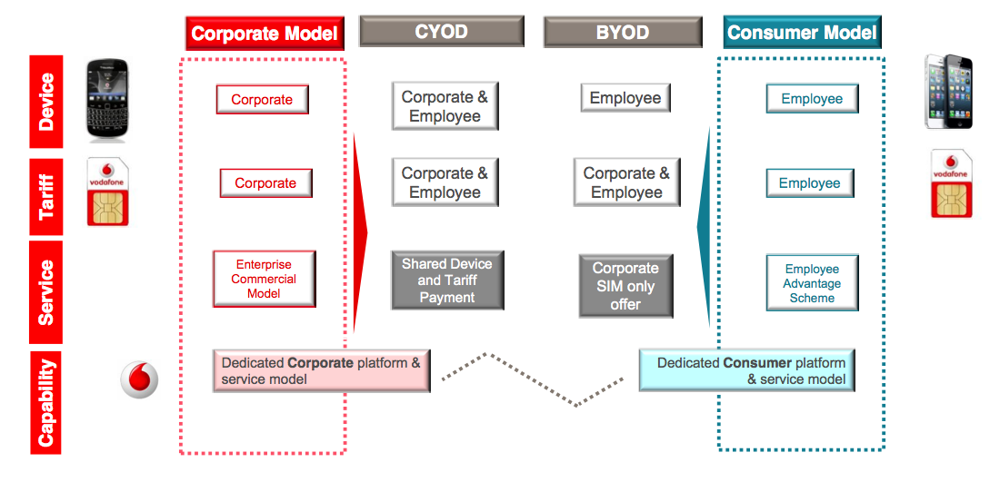 Corporate Model
CYOD
BYOD
Consumer Model
Device
Corporate
Corporate &
Employee
Employee
Employee
Tariff
vodafone
Corporate
Corporate &
Employee
Corporate &
Employee
Employee
vodafone
Service
Enterprise
Commercial
Model
Shared Device
and Tariff
Payment
Corporate
SIM only
offer
Employee
Advantage
Scheme
Capability
Dedicated Corporate platform &
service model
Dedicated Consumer platform
& service model